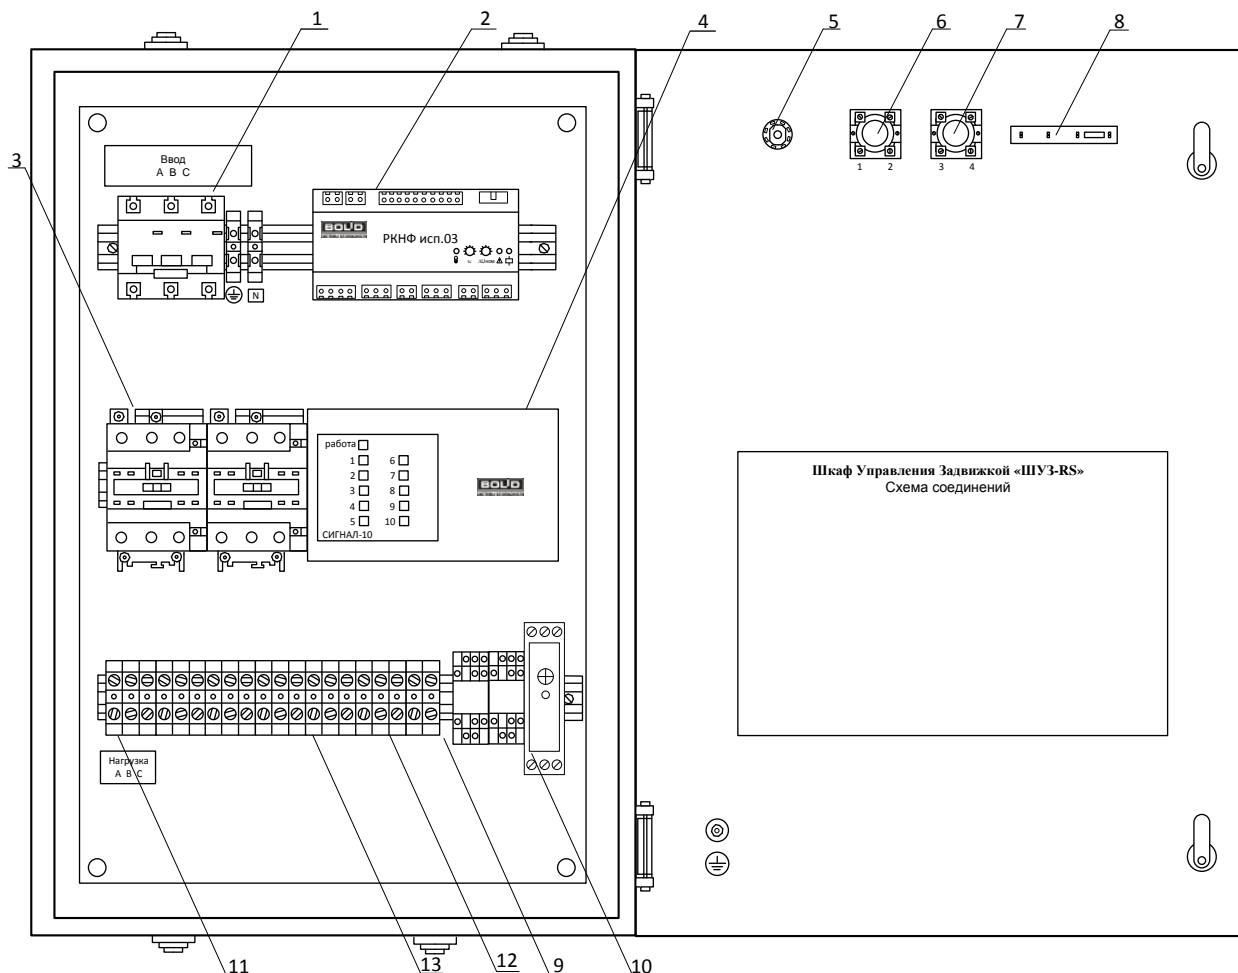 1
2
4
5
6
7
8
3
Ввод
А В С
BOLID
РКНФ исп.03
N
1 2
3 4
работа
1 6
2 7
3 8
4 9
5 10
СИГНАЛ-10
BOLID
Шкаф Управления Задвижкой «ШУЗ-RS»
Схема соединений
Нагрузка
А В С
11
13
12
9
10